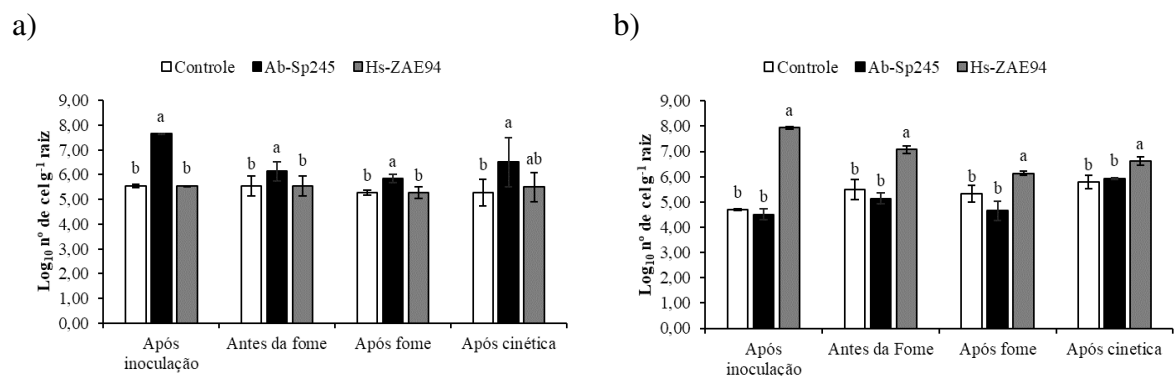 a)
□Controle ■Ab-Sp245 ■Hs-ZAE94
Log₁₀ nº de cel g⁻¹ raiz
9,00
8,00
7,00
6,00
5,00
4,00
3,00
2,00
1,00
0,00
b a b
b a b
b a b
b a ab
Após inoculação
Antes da fome
Após fome
Após cinética
b)
□Controle ■Ab-Sp245 ■Hs-ZAE94
Log₁₀ nº de cel g⁻¹ raiz
9,00
8,00
7,00
6,00
5,00
4,00
3,00
2,00
1,00
0,00
b b a
b b a
b b a
b b a
Após inoculação
Antes da Fome
Após fome
Após cinetica